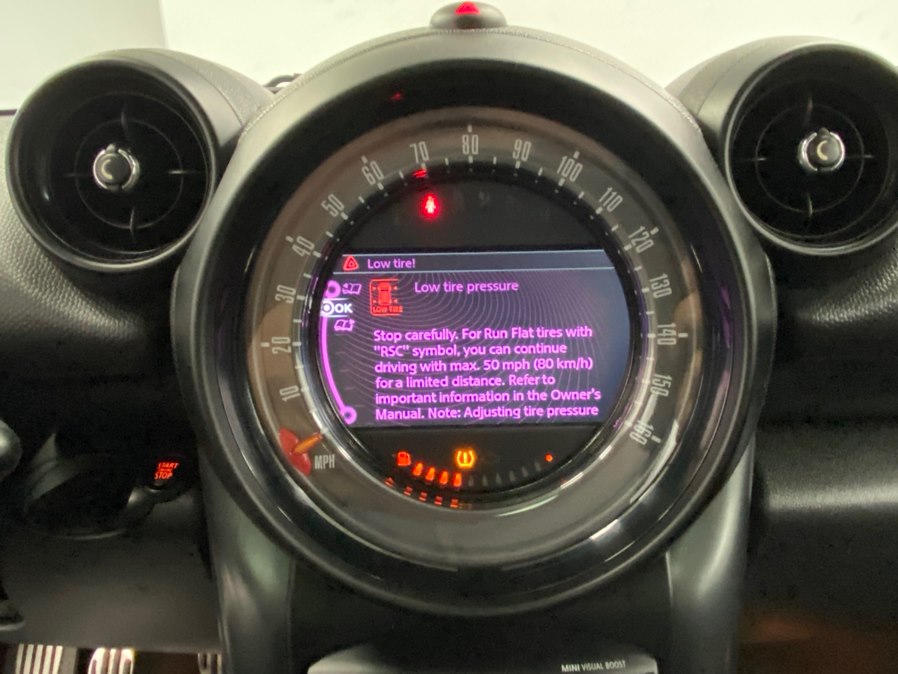 10
20
30
40
50
60
70
80
90
100
110
120
130
140
150
160
MPH
Low tire!
OK
LOW TIRE
Low tire pressure
Stop carefully. For Run Flat tires with
"RSC" symbol, you can continue
driving with max. 50 mph (80 km/h)
for a limited distance. Refer to
important information in the Owner's
Manual. Note: Adjusting tire pressure
START
STOP
MINI VISUAL BOOST